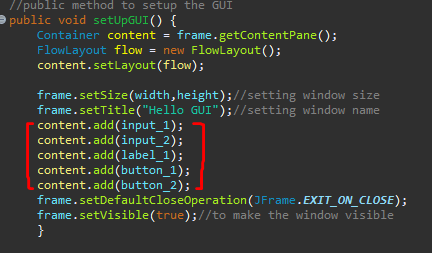 //public method to setup the GUI
public void setUpGUI() {
Container content = frame.getContentPane();
FlowLayout flow = new FlowLayout();
content.setLayout(flow);
frame.setSize(width,height);//setting window size
frame.setTitle("Hello GUI");//setting window name
content.add(input_1);
content.add(input_2);
content.add(label_1);
content.add(button_1);
content.add(button_2);
frame.setDefaultCloseOperation(JFrame.EXIT_ON_CLOSE);
frame.setVisible(true);//to make the window visible
}